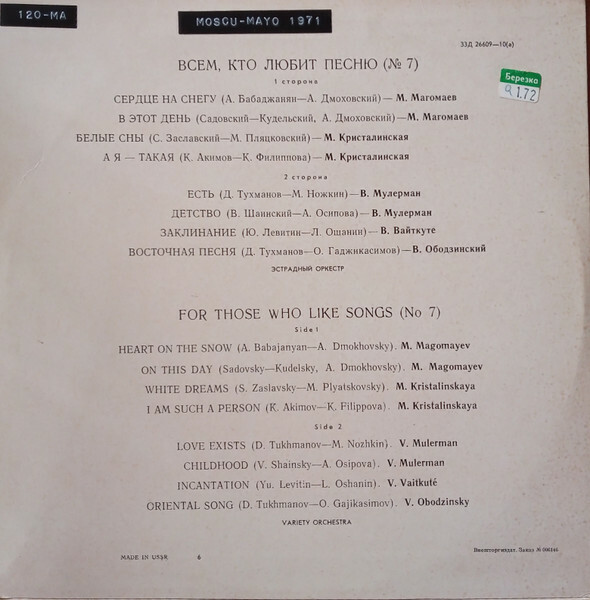 120-MA
MOSCU-MAYO 1971
33Д 26609—10(а)
ВСЕМ, КТО ЛЮБИТ ПЕСНЮ (№ 7)
Березка
1.72
1 сторона
СЕРДЦЕ НА СНЕГУ (А. Бабаджанян—А. Дмоховский) — М. Магомаев
В ЭТОТ ДЕНЬ (Садовский—Кудельский, А. Дмоховский) — М. Магомаев
БЕЛЫЕ СНЫ (С. Заславский—М. Пляцковский) — М. Кристалинская
А Я — ТАКАЯ (К. Акимов—К. Филиппова) — М. Кристалинская
2 сторона
ЕСТЬ (Д. Тухманов—М. Ножкин) — В. Мулерман
ДЕТСТВО (В. Шаинский—А. Осипова) — В. Мулерман
ЗАКЛИНАНИЕ (Ю. Левитин—Л. Ошанин) — В. Вайткуте
ВОСТОЧНАЯ ПЕСНЯ (Д. Тухманов—О. Гаджикасимов) — В. Ободзинский
ЭСТРАДНЫЙ ОРКЕСТР
FOR THOSE WHO LIKE SONGS (No 7)
Side 1
HEART ON THE SNOW (A. Babajanyan—A. Dmokhovsky). M. Magomayev
ON THIS DAY (Sadovsky—Kudelsky, A. Dmokhovsky). M. Magomayev
WHITE DREAMS (S. Zaslavsky—M. Plyatskovsky). M. Kristalinskaya
I AM SUCH A PERSON (K. Akimov—K. Filippova). M. Kristalinskaya
Side 2
LOVE EXISTS (D. Tukhmanov—M. Nozhkin). V. Mulerman
CHILDHOOD (V. Shainsky—A. Osipova). V. Mulerman
INCANTATION (Yu. Levitin—L. Oshanin). V. Vaitkuté
ORIENTAL SONG (D. Tukhmanov—O. Gajikasimov). V. Obodzinsky
VARIETY ORCHESTRA
MADE IN USSR 6
Внешторгиздат. Заказ №